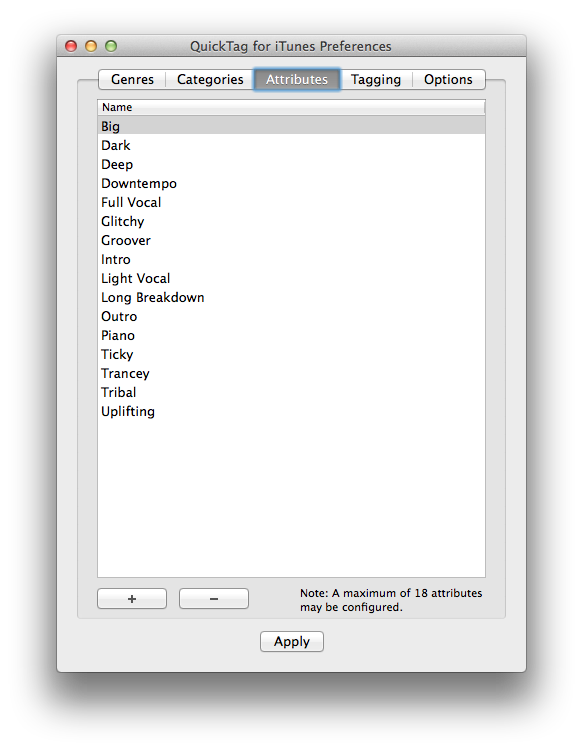 QuickTag for iTunes Preferences
Genres Categories Attributes Tagging Options
Name
Big
Dark
Deep
Downtempo
Full Vocal
Glitchy
Groover
Intro
Light Vocal
Long Breakdown
Outro
Piano
Ticky
Trancey
Tribal
Uplifting
+ − Note: A maximum of 18 attributes
may be configured.
Apply